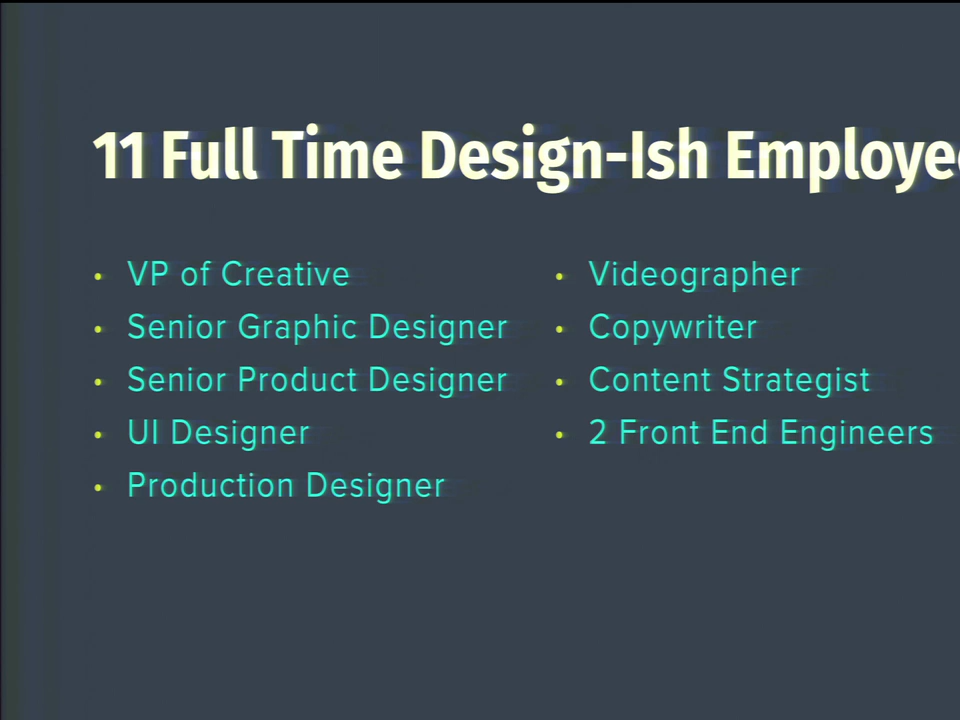 11 Full Time Design-Ish Employe
• VP of Creative
• Senior Graphic Designer
• Senior Product Designer
• UI Designer
• Production Designer
• Videographer
• Copywriter
• Content Strategist
• 2 Front End Engineers